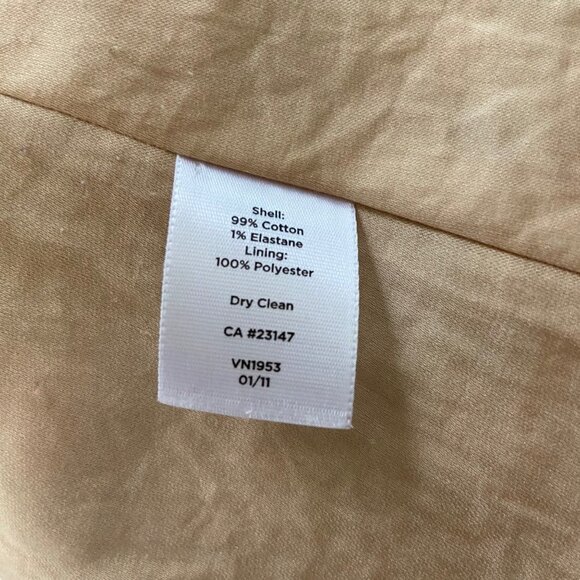 Shell:
99% Cotton
1% Elastane
Lining:
100% Polyester
Dry Clean
CA #23147
VN1953
01/11